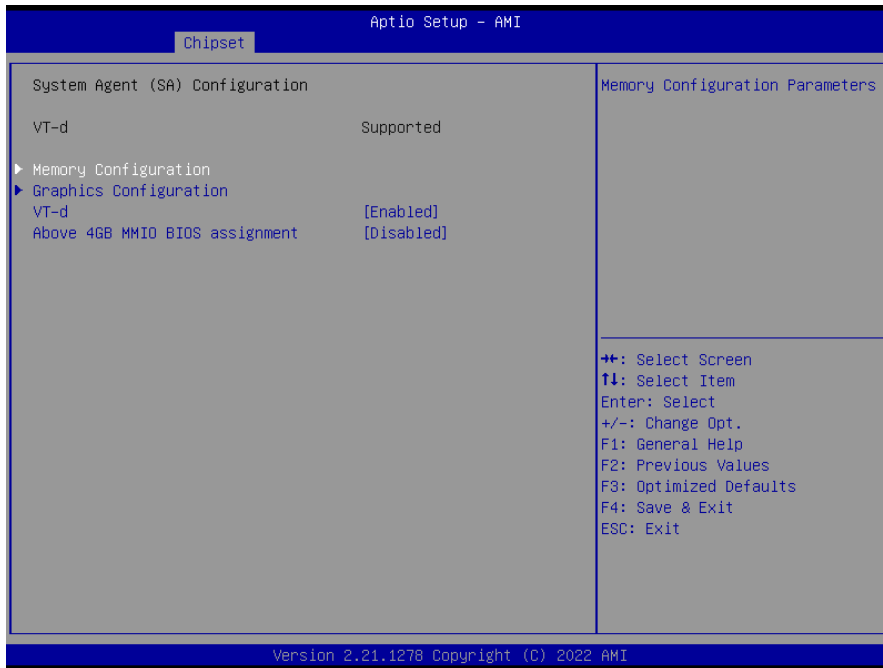 Aptio Setup – AMI
Chipset
System Agent (SA) Configuration
VT-d Supported
Memory Configuration
Graphics Configuration
VT-d [Enabled]
Above 4GB MMIO BIOS assignment [Disabled]
Memory Configuration Parameters
→←: Select Screen
↑↓: Select Item
Enter: Select
+/-: Change Opt.
F1: General Help
F2: Previous Values
F3: Optimized Defaults
F4: Save & Exit
ESC: Exit
Version 2.21.1278 Copyright (C) 2022 AMI